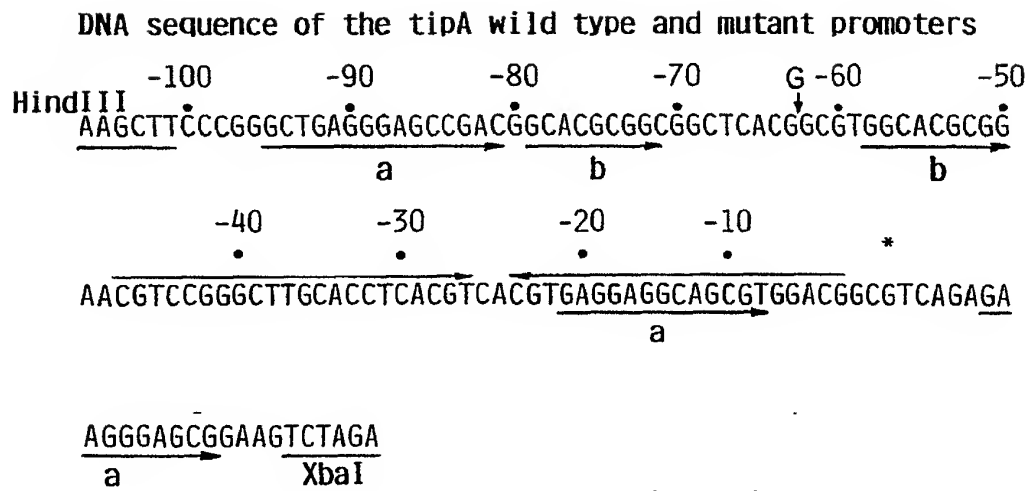 DNA sequence of the tipA wild type and mutant promoters
-100 -90 -80 -70 G -60 -50
HindIII
AAGCTTCCCGGGCTGAGGGAGCCGACGGCACGCGGCGGCTCACGGCGTGGCACGCGG
a b b
-40 -30 -20 -10 *
AACGTCCGGGCTTGCACCTCACGTCACGTGAGGAGGCAGCGTGGACGGCGTCAGAGA
a
AGGGAGCGGAAGTCTAGA
a XbaI